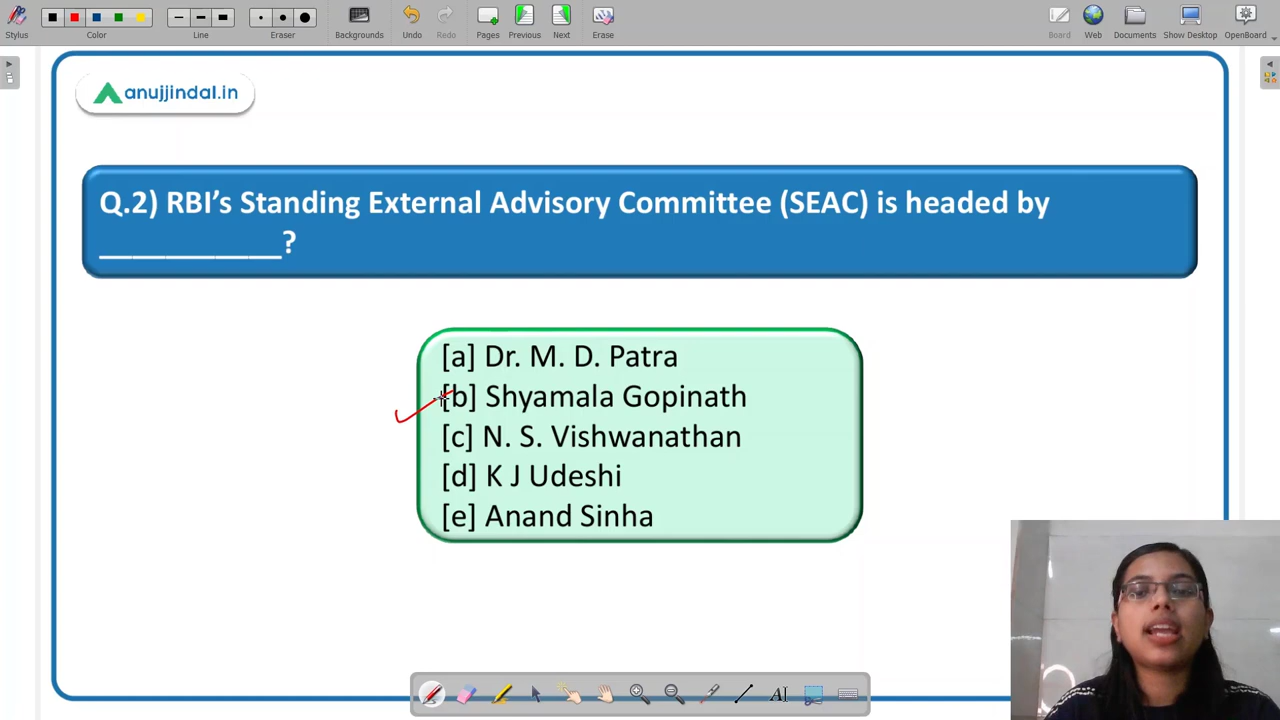 Stylus
Color
Line
Eraser
Backgrounds
Undo
Redo
Pages
Previous
Next
Erase
Board
Web
Documents
Show Desktop
OpenBoard
anujjindal.in
Q.2) RBI’s Standing External Advisory Committee (SEAC) is headed by
___________?
[a] Dr. M. D. Patra
[b] Shyamala Gopinath
[c] N. S. Vishwanathan
[d] K J Udeshi
[e] Anand Sinha